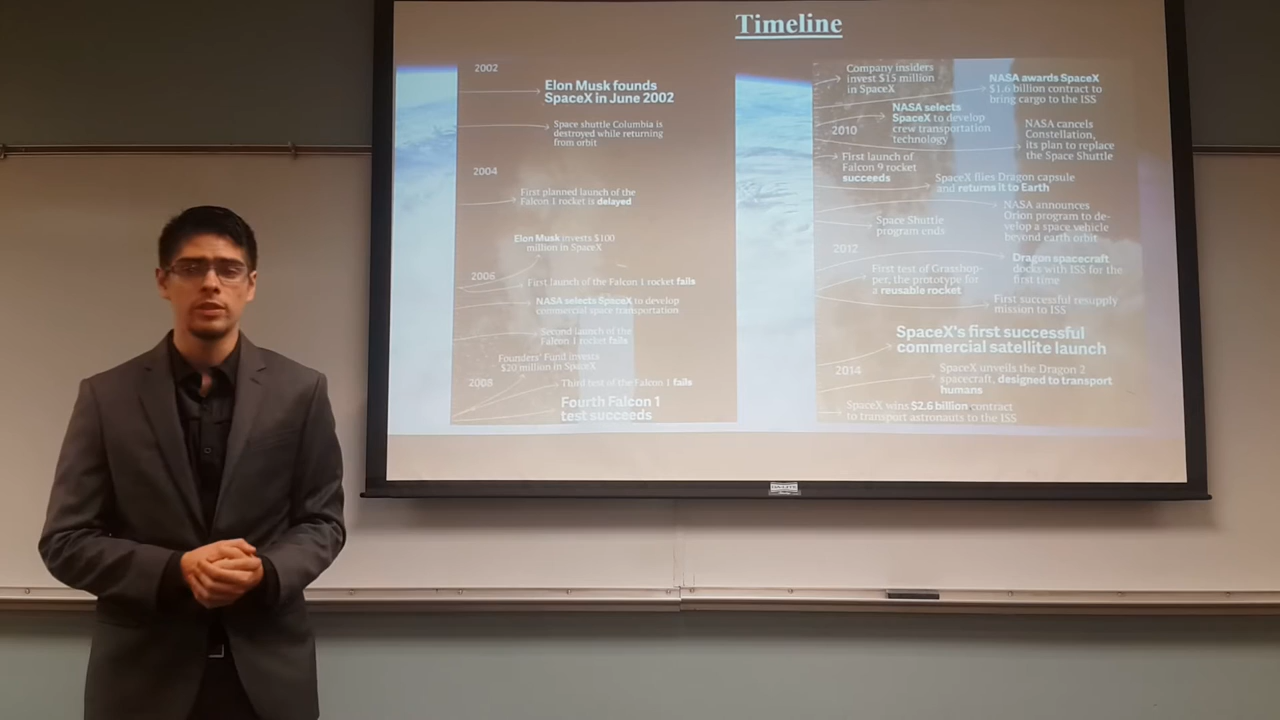 Timeline
2002
Elon Musk founds
SpaceX in June 2002
Space shuttle Columbia is
destroyed while returning
from orbit
2004
First planned launch of the
Falcon 1 rocket is delayed
Elon Musk invests $100
million in SpaceX
2006
First launch of the Falcon 1 rocket fails
NASA selects SpaceX to develop
commercial space transportation
Second launch of the
Falcon 1 rocket fails
Founders' Fund invests
$20 million in SpaceX
2008
Third test of the Falcon 1 fails
Fourth Falcon 1
test succeeds
Company insiders
invest $15 million
in SpaceX
NASA awards SpaceX
$1.6 billion contract to
bring cargo to the ISS
NASA selects
SpaceX to develop
crew transportation
technology
2010
NASA cancels
Constellation,
its plan to replace
the Space Shuttle
First launch of
Falcon 9 rocket
succeeds
SpaceX flies Dragon capsule
and returns it to Earth
NASA announces
Orion program to de-
velop a space vehicle
beyond earth orbit
Space Shuttle
program ends
2012
Dragon spacecraft
docks with ISS for the
first time
First test of Grasshop-
per, the prototype for
a reusable rocket
First successful resupply
mission to ISS
SpaceX's first successful
commercial satellite launch
2014
SpaceX unveils the Dragon 2
spacecraft, designed to transport
humans
SpaceX wins $2.6 billion contract
to transport astronauts to the ISS